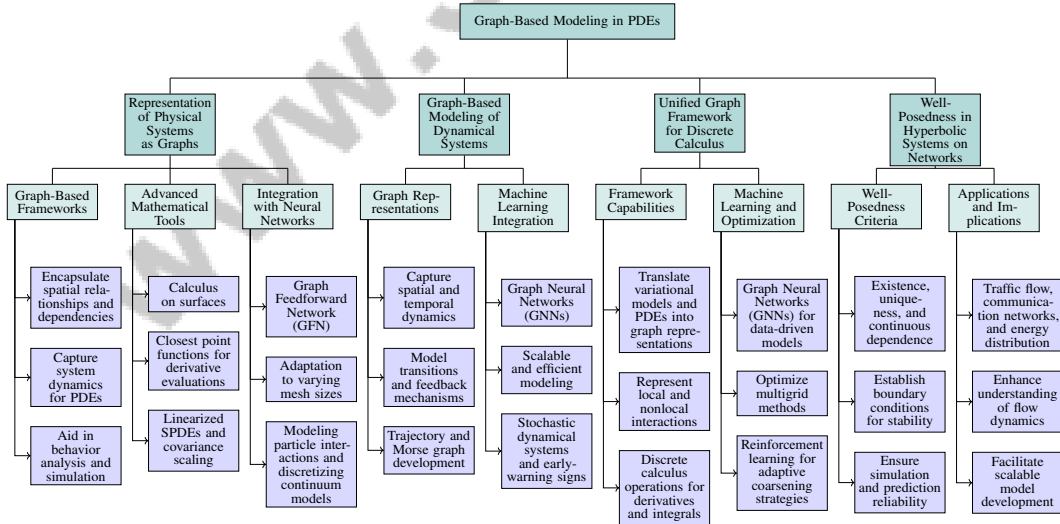 Graph-Based Modeling in PDEs
Representation
of Physical
Systems
as Graphs
Graph-Based
Modeling of
Dynamical
Systems
Unified Graph
Framework
for Discrete
Calculus
Well-
Posedness in
Hyperbolic
Systems on
Networks
Graph-Based
Frameworks
Advanced
Mathematical
Tools
Integration
with Neural
Networks
Graph Rep-
resentations
Machine
Learning
Integration
Framework
Capabilities
Machine
Learning and
Optimization
Well-
Posedness
Criteria
Applications
and Im-
plications
Encapsulate
spatial rela-
tionships and
dependencies
Capture
system
dynamics
for PDEs
Aid in
behavior
analysis and
simulation
Calculus
on surfaces
Closest point
functions for
derivative
evaluations
Linearized
SPDEs and
covariance
scaling
Graph
Feedforward
Network
(GFN)
Adaptation
to varying
mesh sizes
Modeling
particle inter-
actions and
discretizing
continuum
models
Capture
spatial and
temporal
dynamics
Model
transitions
and feedback
mechanisms
Trajectory and
Morse graph
development
Graph Neural
Networks
(GNNs)
Scalable
and efficient
modeling
Stochastic
dynamical
systems
and early-
warning signs
Translate
variational
models and
PDEs into
graph repre-
sentations
Represent
local and
nonlocal
interactions
Discrete
calculus
operations for
derivatives
and integrals
Graph Neural
Networks
(GNNs) for
data-driven
models
Optimize
multigrid
methods
Reinforcement
learning for
adaptive
coarsening
strategies
Existence,
unique-
ness, and
continuous
dependence
Establish
boundary
conditions
for stability
Ensure
simulation
and prediction
reliability
Traffic flow,
communica-
tion networks,
and energy
distribution
Enhance
understanding
of flow
dynamics
Facilitate
scalable
model
development
www.